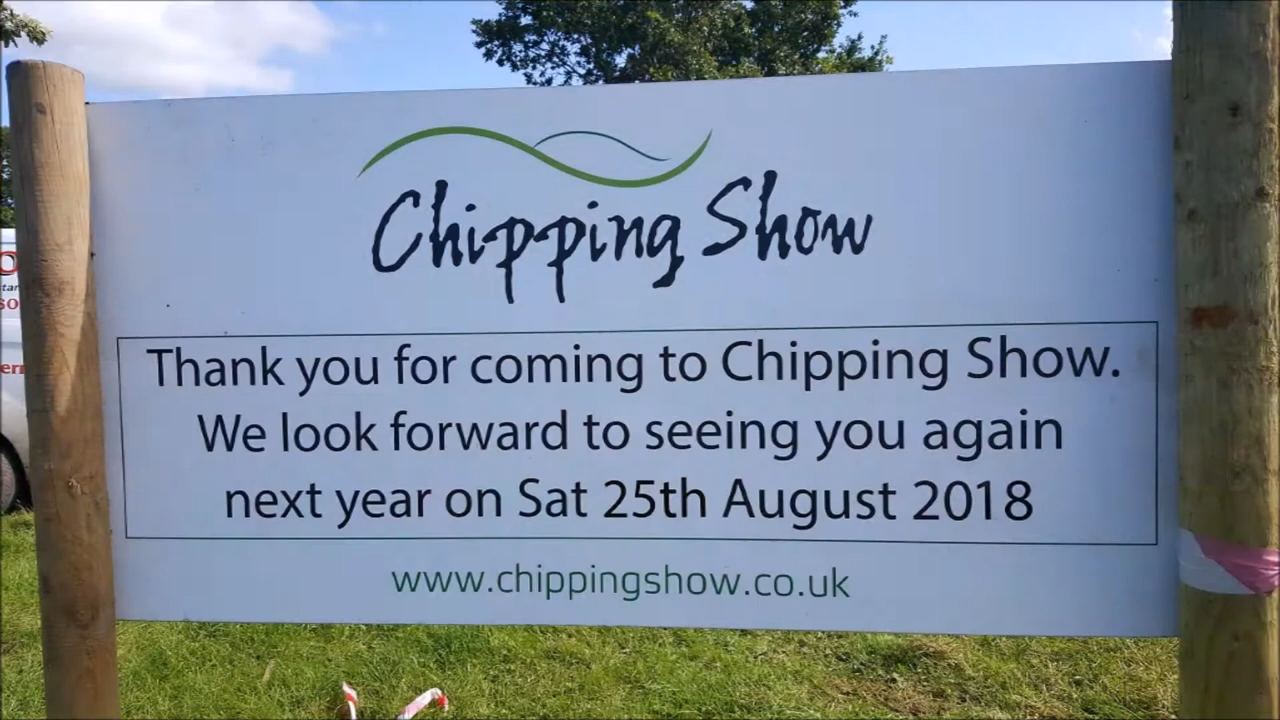 Chipping Show
Thank you for coming to Chipping Show.
We look forward to seeing you again
next year on Sat 25th August 2018
www.chippingshow.co.uk